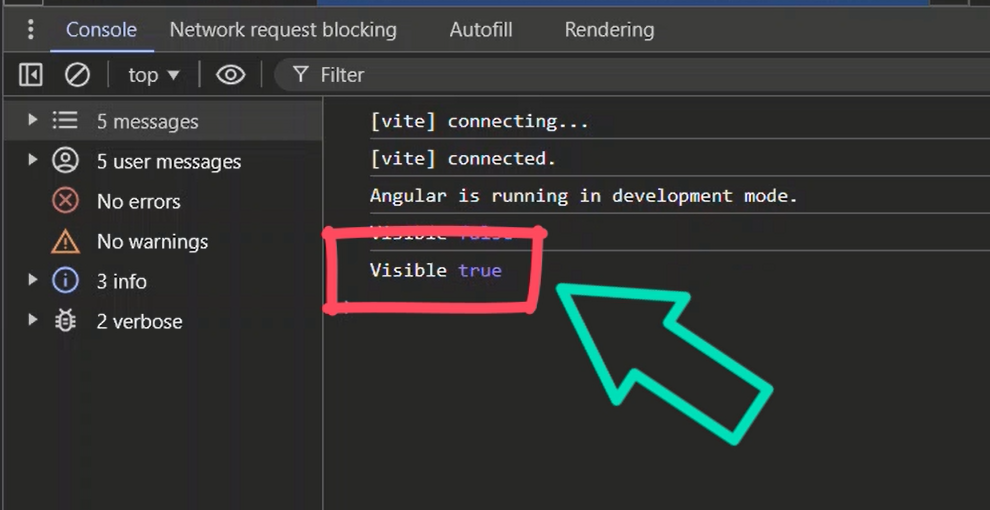 Console Network request blocking Autofill Rendering
top Filter
5 messages
5 user messages
No errors
No warnings
3 info
2 verbose
[vite] connecting...
[vite] connected.
Angular is running in development mode.
Visible false
Visible true